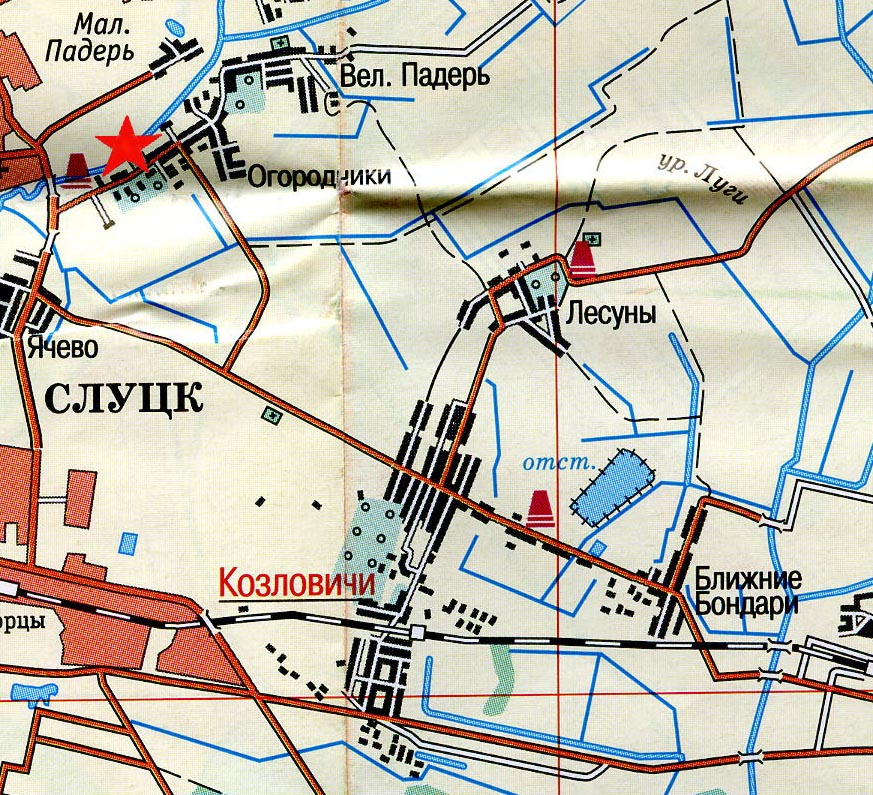 Мал.
Падерь
Вел. Падерь
Огородники
ур. Луги
Лесуны
Ячево
СЛУЦК
отст.
Козловичи
Ближние
Бондари
орцы